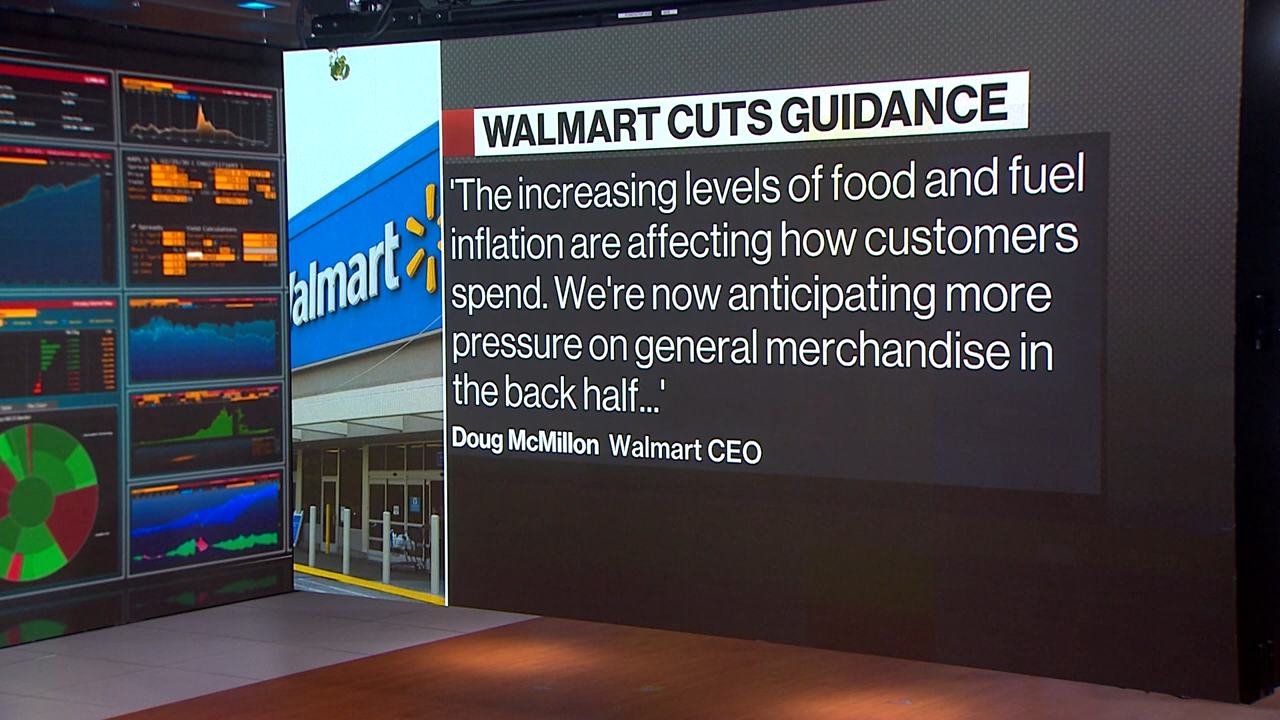 WALMART CUTS GUIDANCE
'The increasing levels of food and fuel
inflation are affecting how customers
spend. We're now anticipating more
pressure on general merchandise in
the back half...'
Doug McMillon Walmart CEO
Walmart